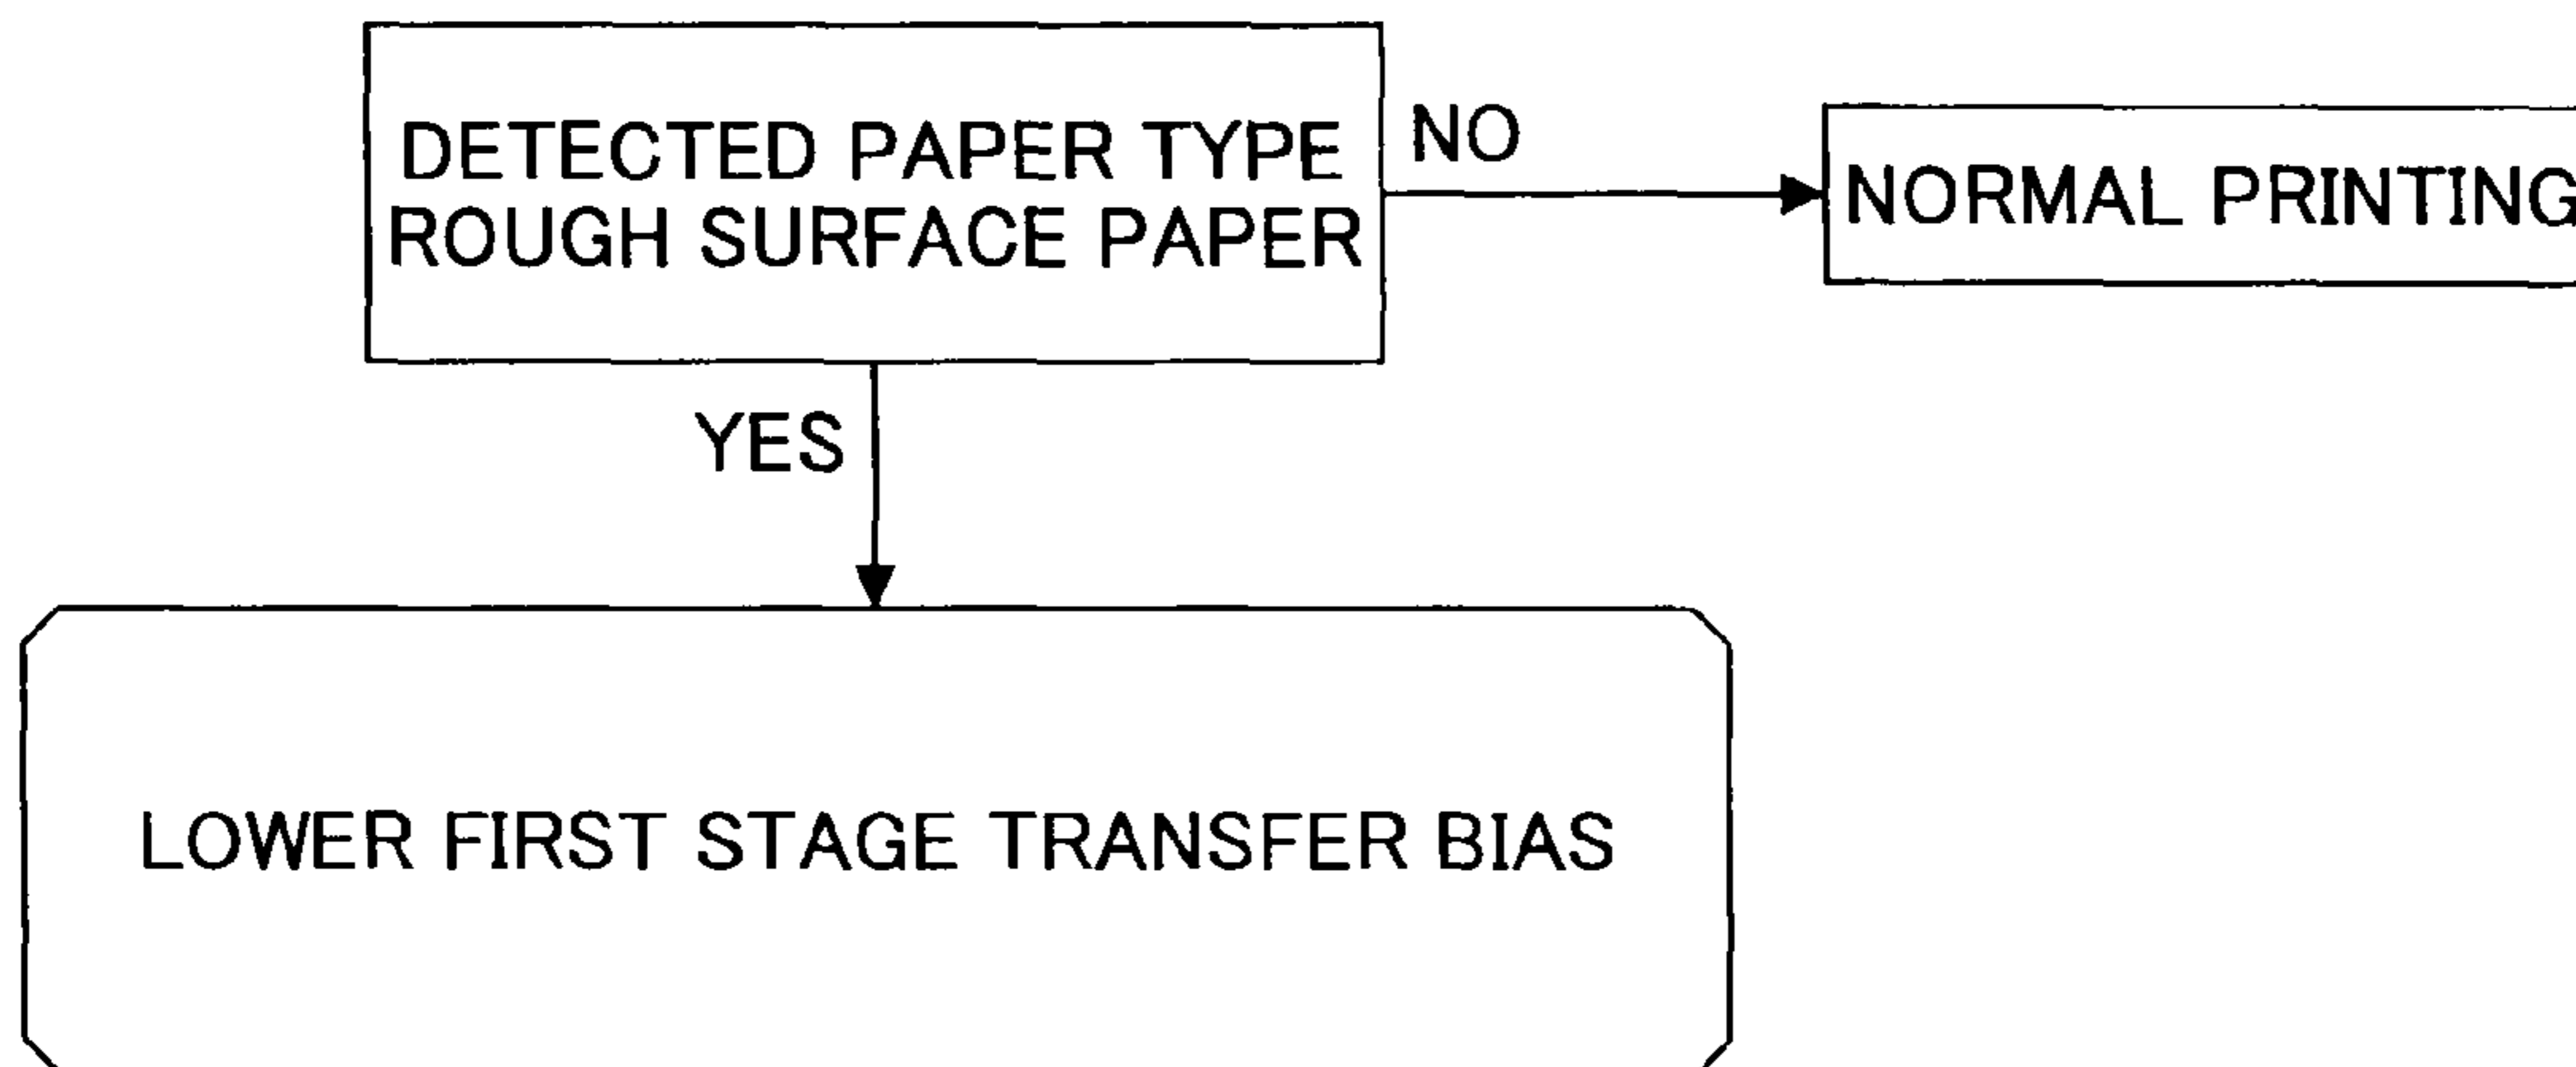 DETECTED PAPER TYPE
ROUGH SURFACE PAPER
NO
NORMAL PRINTING
YES
LOWER FIRST STAGE TRANSFER BIAS